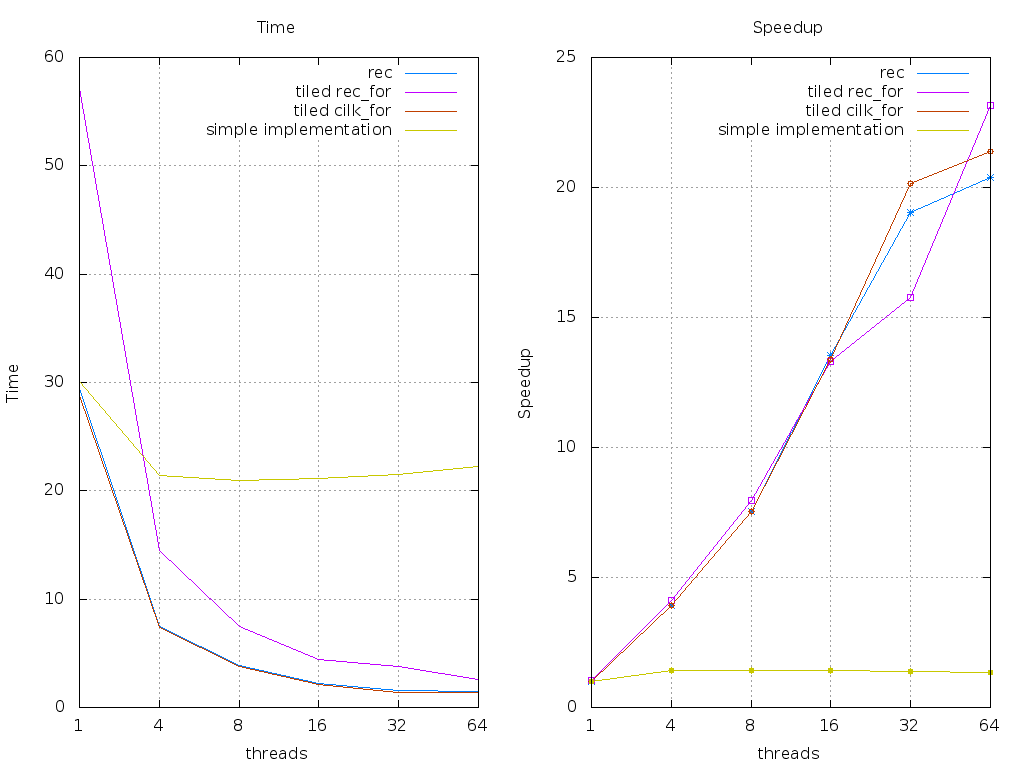 Time
60
50
40
30
20
10
0
1 4 8 16 32 64
threads
Time
rec
tiled rec_for
tiled cilk_for
simple implementation
Speedup
25
20
15
10
5
0
1 4 8 16 32 64
threads
Speedup
rec
tiled rec_for
tiled cilk_for
simple implementation